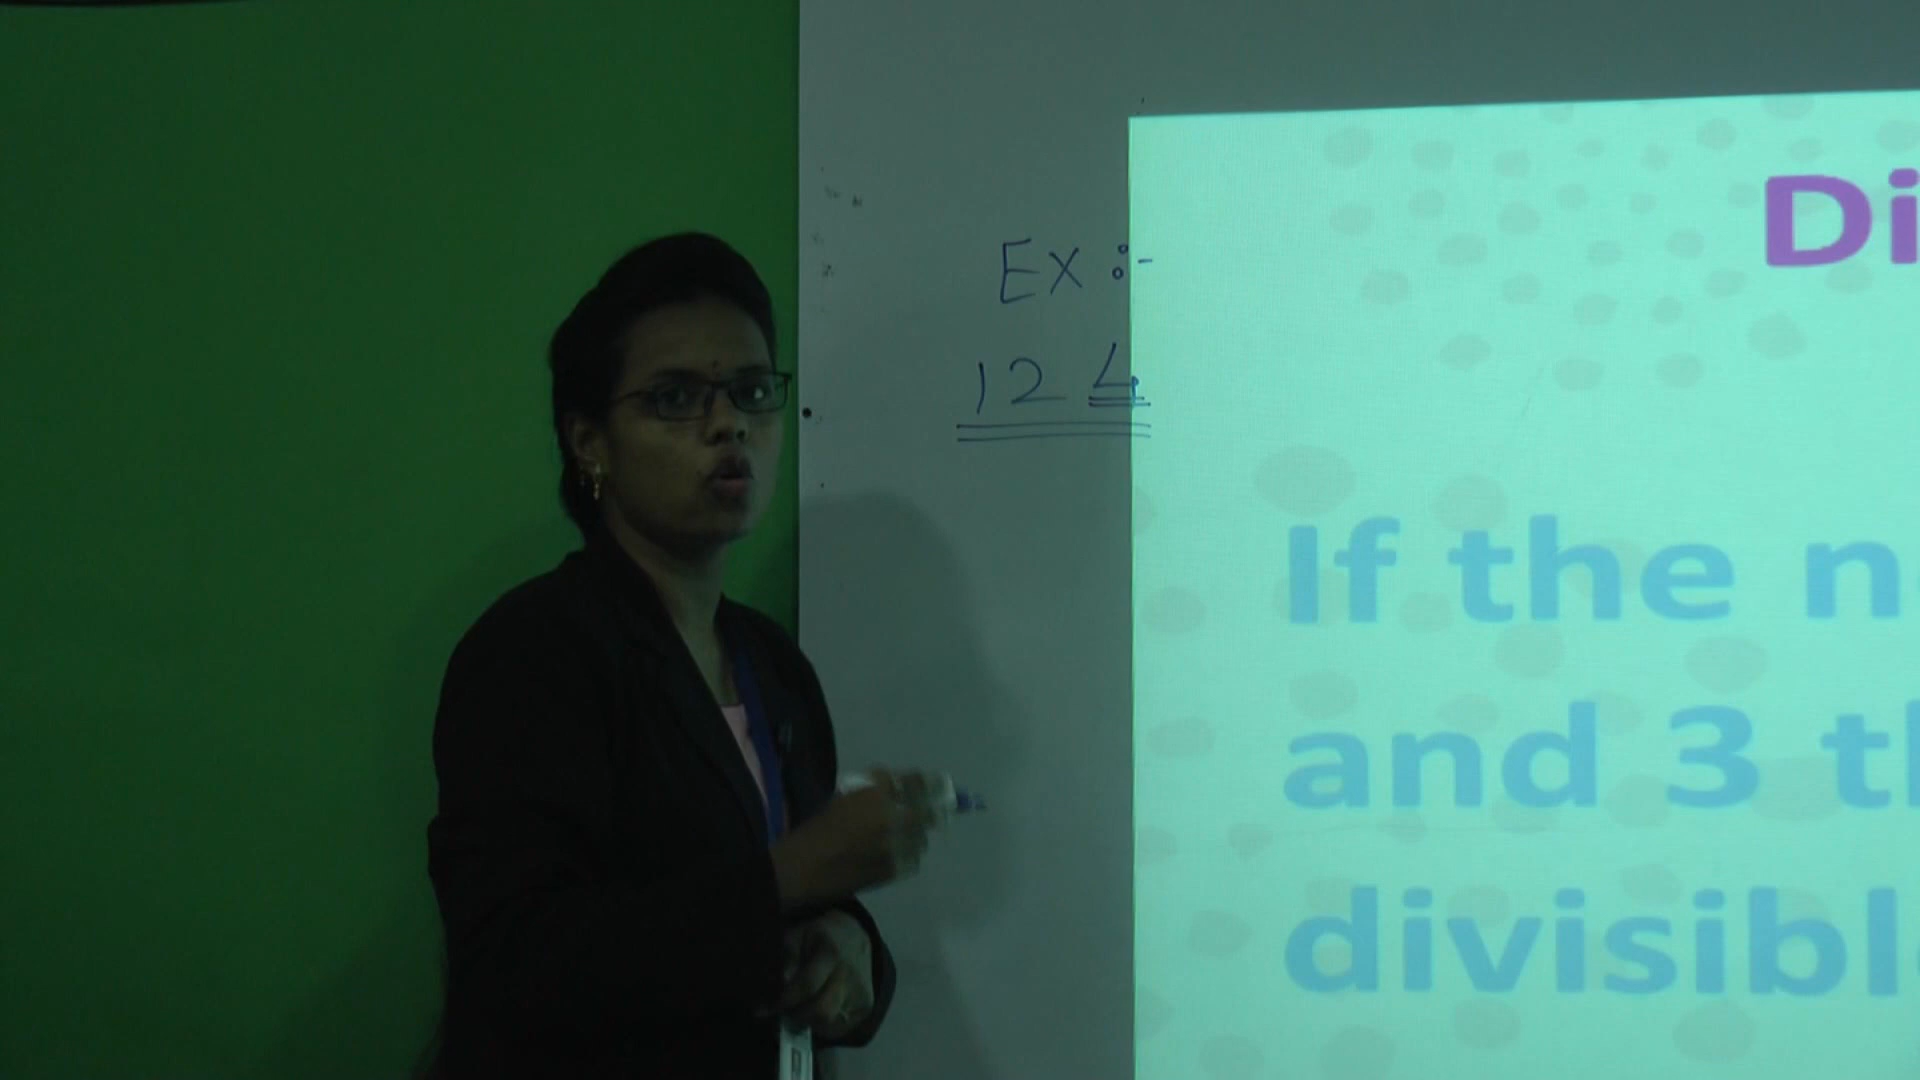 Ex :-
124
Di
If the n
and 3 th
divisibl